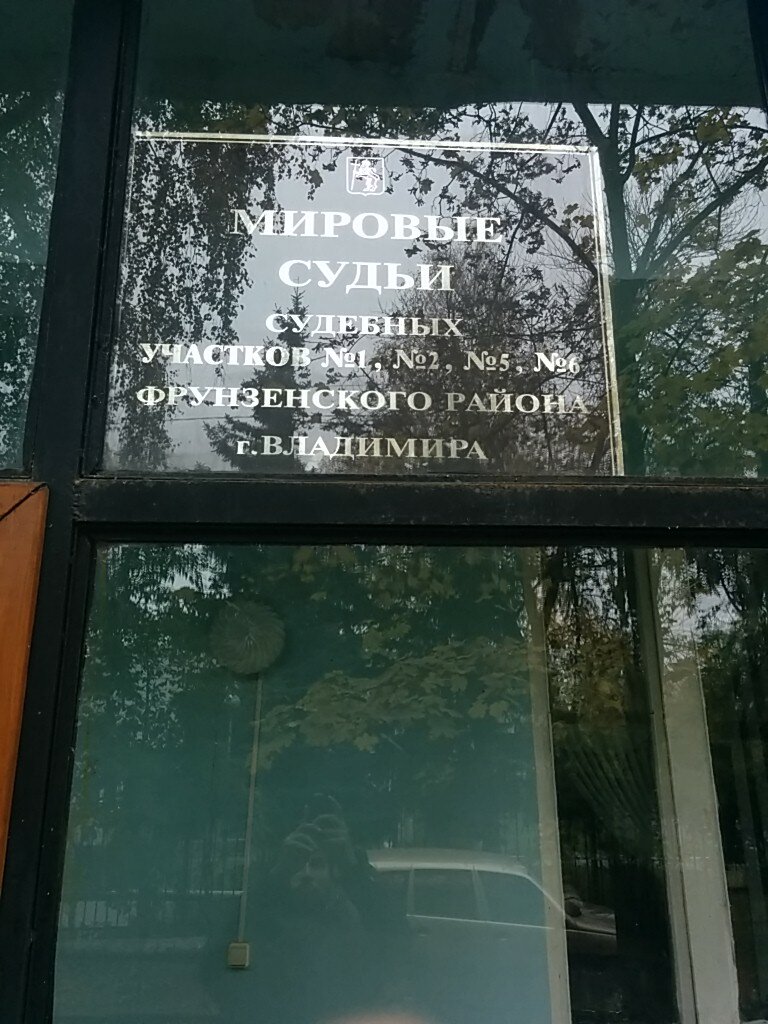 МИРОВЫЕ
СУДЬИ
СУДЕБНЫХ
УЧАСТКОВ №1, №2, №5, №6
ФРУНЗЕНСКОГО РАЙОНА
г. ВЛАДИМИРА